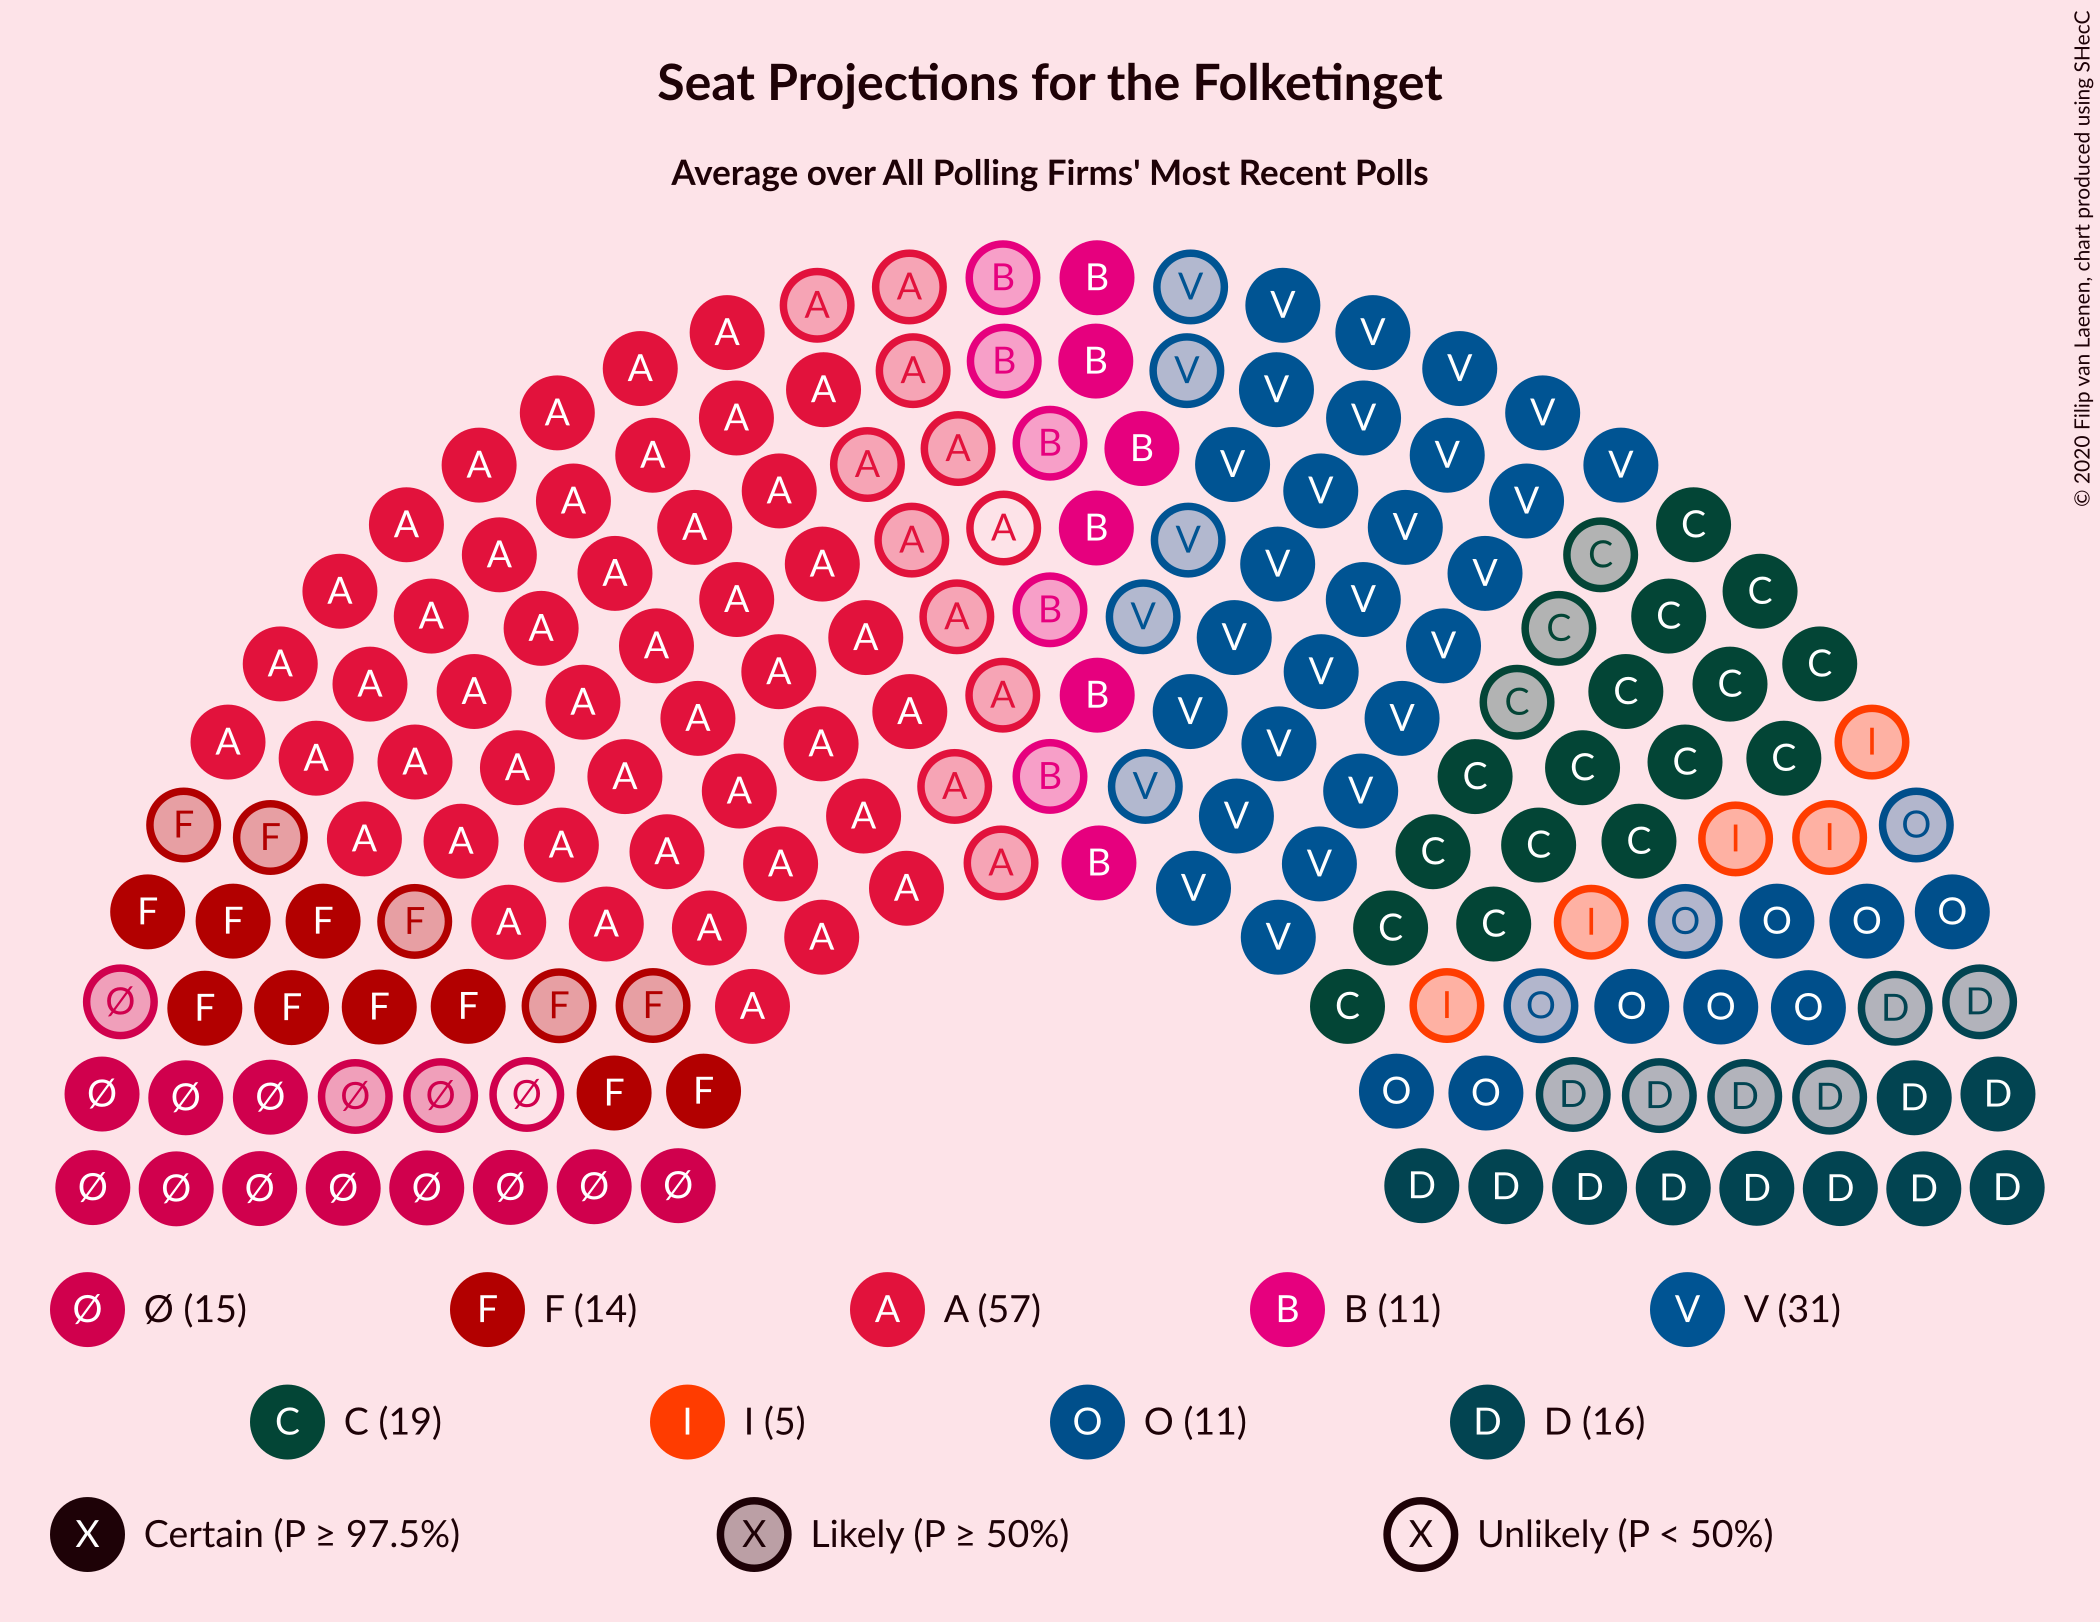 Seat Projections for the Folketinget
Average over All Polling Firms' Most Recent Polls
© 2020 Filip van Laenen, chart produced using SHecC
B B
A V
A V
A V
B B
A V
A V
A B V
A B V
A V
A V
A A V V
A V
A V
A A B V
A V
A A V V
A C
A V
A A V V
A C
A V
A A B V V
A A V C
A C
A C
A A V V
A A B V
A A V C
A C
A A V V
A V
A A C C
A I
A A V V
A C
A A C C
A B V
A A V V
F O
A V
F I
A I
A C
A C
A C
A B V
A V
A V
F O
F O
F O
F O
A I
A C
A C
A V
Ø D
F D
F O
F O
F O
F O
F I
A C
Ø Ø Ø Ø Ø Ø F F O O D D D D D D
Ø Ø Ø Ø Ø Ø Ø Ø D D D D D D D D
Ø Ø (15) F F (14) A A (57) B B (11) V V (31)
C C (19) I I (5) O O (11) D D (16)
X Certain (P ≥ 97.5%) X Likely (P ≥ 50%) X Unlikely (P < 50%)